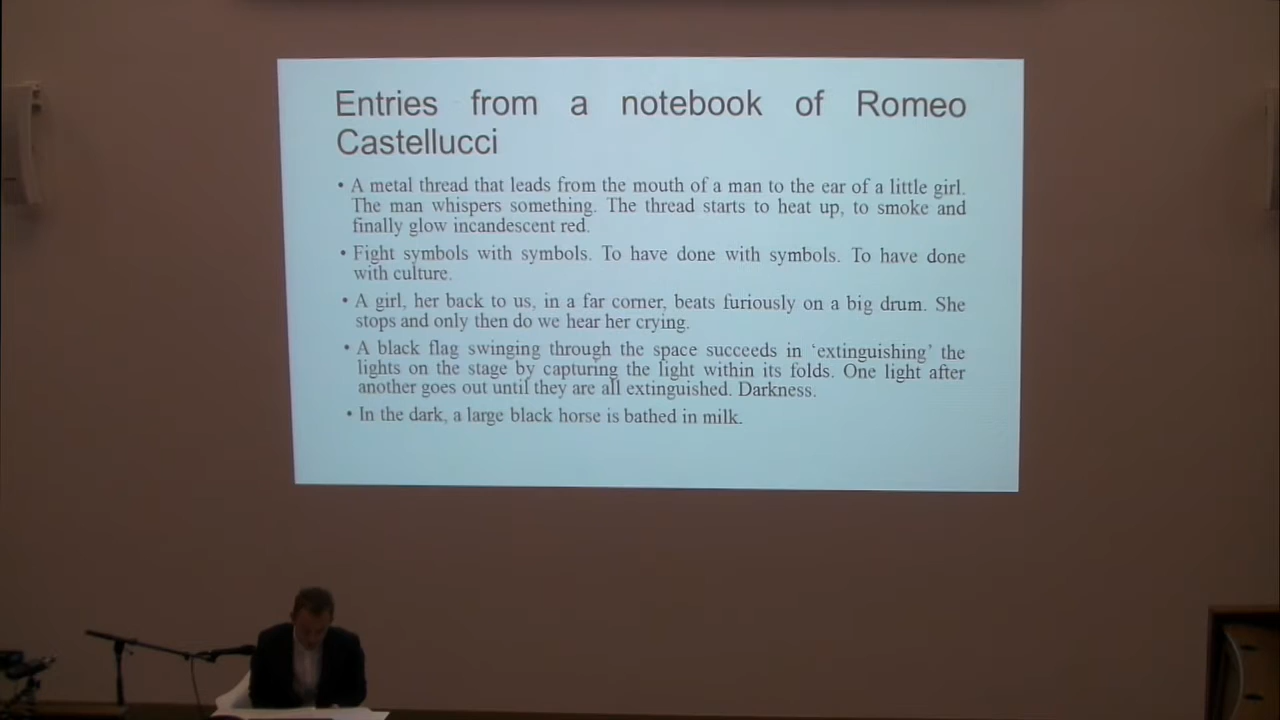 Entries from a notebook of Romeo
Castellucci
• A metal thread that leads from the mouth of a man to the ear of a little girl.
The man whispers something. The thread starts to heat up, to smoke and
finally glow incandescent red.
• Fight symbols with symbols. To have done with symbols. To have done
with culture.
• A girl, her back to us, in a far corner, beats furiously on a big drum. She
stops and only then do we hear her crying.
• A black flag swinging through the space succeeds in ‘extinguishing’ the
lights on the stage by capturing the light within its folds. One light after
another goes out until they are all extinguished. Darkness.
• In the dark, a large black horse is bathed in milk.